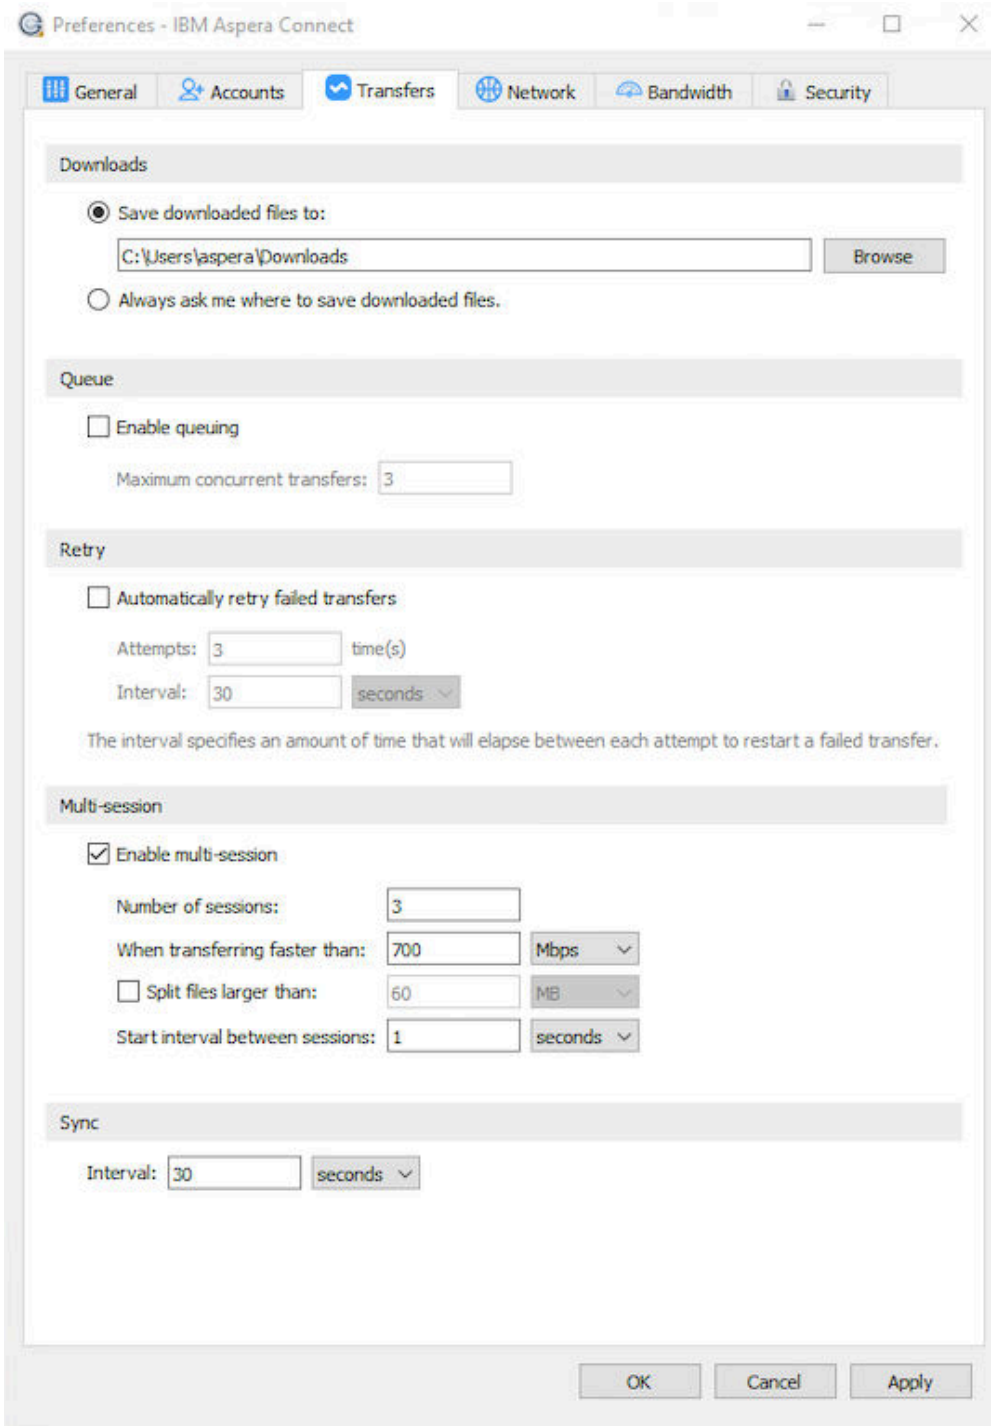 Preferences - IBM Aspera Connect
General Accounts Transfers Network Bandwidth Security
Downloads
Save downloaded files to:
C:\Users\aspera\Downloads Browse
Always ask me where to save downloaded files.
Queue
Enable queuing
Maximum concurrent transfers: 3
Retry
Automatically retry failed transfers
Attempts: 3 time(s)
Interval: 30 seconds
The interval specifies an amount of time that will elapse between each attempt to restart a failed transfer.
Multi-session
Enable multi-session
Number of sessions: 3
When transferring faster than: 700 Mbps
Split files larger than: 60 MB
Start interval between sessions: 1 seconds
Sync
Interval: 30 seconds
OK Cancel Apply